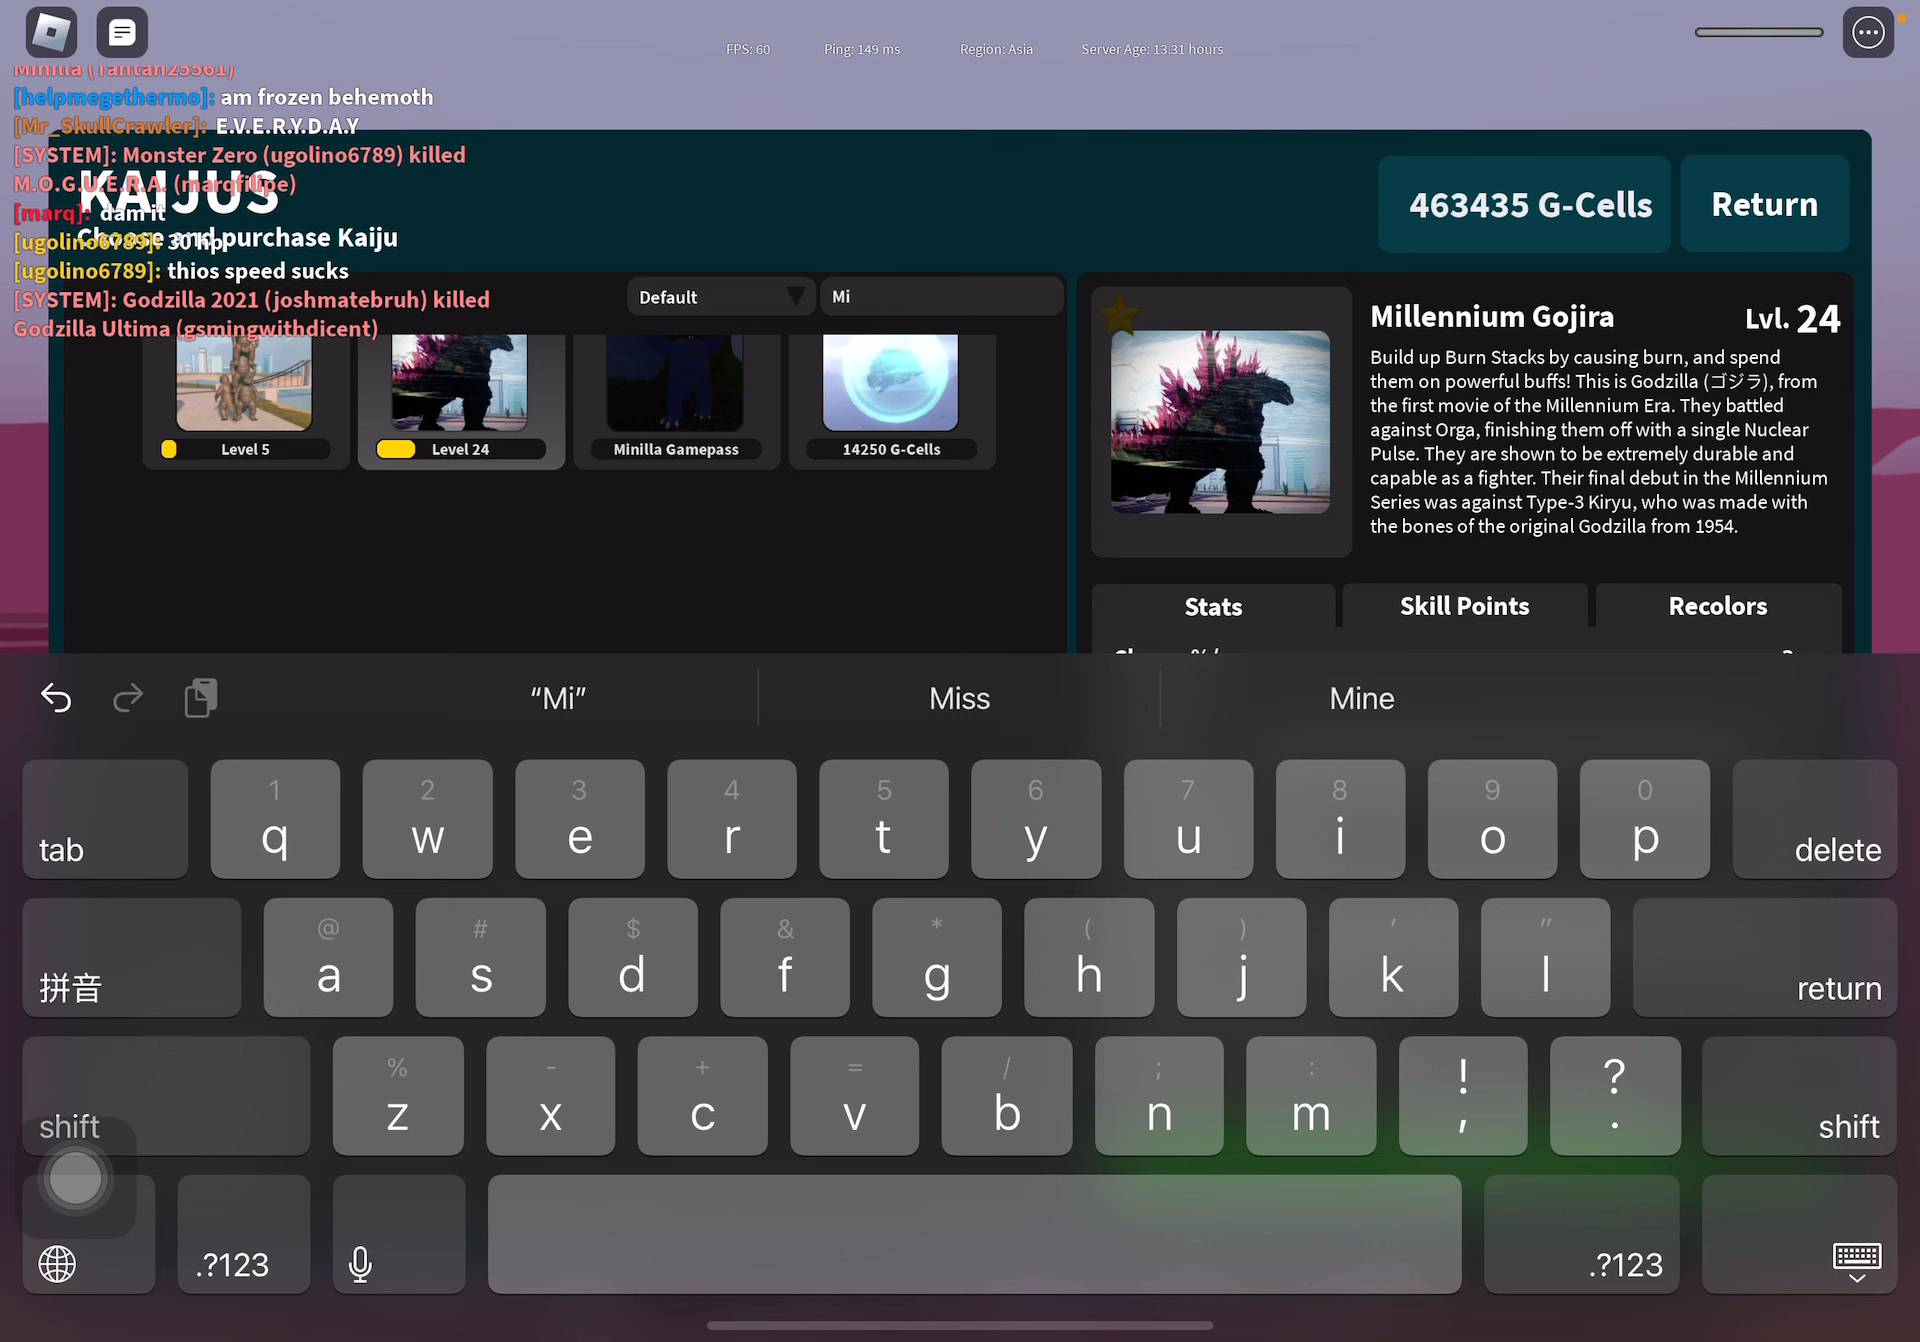 FPS: 60 Ping: 149 ms Region: Asia Server Age: 13.31 hours
Minilla (Tantan25561)
[helpmegethermo]: am frozen behemoth
[Mr_SkullCrawler]: E.V.E.R.Y.D.A.Y
[SYSTEM]: Monster Zero (ugolino6789) killed
M.O.G.U.E.R.A. (marqfilipe)
[marq]: dam it
[ugolino6789]: 30 hp
[ugolino6789]: thios speed sucks
[SYSTEM]: Godzilla 2021 (joshmatebruh) killed
Godzilla Ultima (gsmingwithdicent)
KAIJUS
Choose and purchase Kaiju
463435 G-Cells
Return
Default
Mi
Level 5
Level 24
Minilla Gamepass
14250 G-Cells
Millennium Gojira
Lvl. 24
Build up Burn Stacks by causing burn, and spend
them on powerful buffs! This is Godzilla (ゴジラ), from
the first movie of the Millennium Era. They battled
against Orga, finishing them off with a single Nuclear
Pulse. They are shown to be extremely durable and
capable as a fighter. Their final debut in the Millennium
Series was against Type-3 Kiryu, who was made with
the bones of the original Godzilla from 1954.
Stats
Skill Points
Recolors
“Mi” Miss Mine
1 2 3 4 5 6 7 8 9 0
tab q w e r t y u i o p delete
@ # $ & * ( ) ' "
拼音 a s d f g h j k l return
% - + = / ; : ! ?
shift z x c v b n m , . shift
.?123 .?123